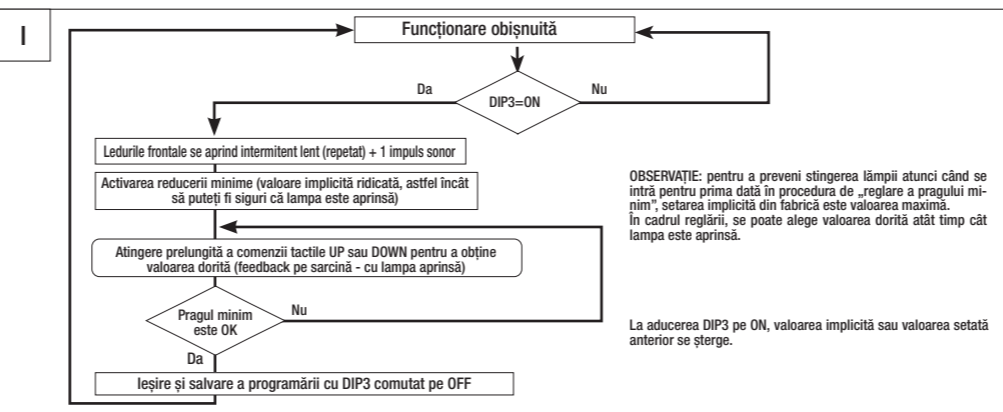 I
Funcționare obișnuită
Da
Nu
DIP3=ON
Ledurile frontale se aprind intermitent lent (repetat) + 1 impuls sonor
Activarea reducerii minime (valoare implicită ridicată, astfel încât
să puteți fi siguri că lampa este aprinsă)
Atingere prelungită a comenzii tactile UP sau DOWN pentru a obține
valoarea dorită (feedback pe sarcină - cu lampa aprinsă)
Pragul minim
este OK
Nu
Da
Ieșire și salvare a programării cu DIP3 comutat pe OFF
OBSERVAȚIE: pentru a preveni stingerea lămpii atunci când se
intră pentru prima dată în procedura de „reglare a pragului mi-
nim”, setarea implicită din fabrică este valoarea maximă.
În cadrul reglării, se poate alege valoarea dorită atât timp cât
lampa este aprinsă.
La aducerea DIP3 pe ON, valoarea implicită sau valoarea setată
anterior se șterge.